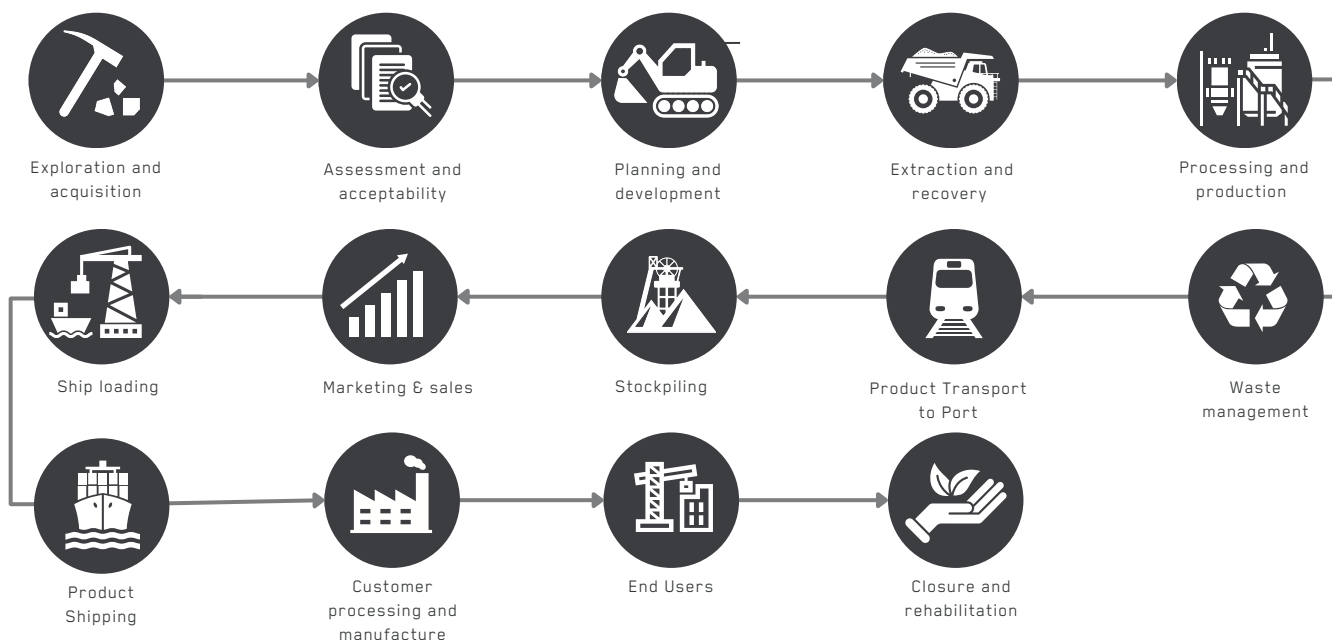 Exploration and
acquisition
Assessment and
acceptability
Planning and
development
Extraction and
recovery
Processing and
production
Ship loading
Marketing & sales
Stockpiling
Product Transport
to Port
Waste
management
Product
Shipping
Customer
processing and
manufacture
End Users
Closure and
rehabilitation